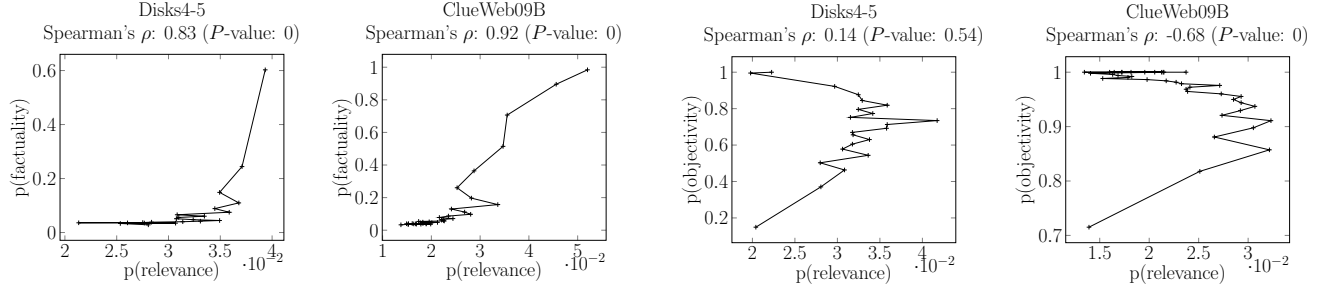 Disks4-5
Spearman's ρ: 0.83 (P-value: 0)
p(factuality)
0.6
0.4
0.2
0
2
2.5
3
3.5
4
·10⁻²
p(relevance)
ClueWeb09B
Spearman's ρ: 0.92 (P-value: 0)
p(factuality)
1
0.8
0.6
0.4
0.2
0
1
2
3
4
5
·10⁻²
p(relevance)
Disks4-5
Spearman's ρ: 0.14 (P-value: 0.54)
p(objectivity)
1
0.8
0.6
0.4
0.2
2
2.5
3
3.5
4
·10⁻²
p(relevance)
ClueWeb09B
Spearman's ρ: -0.68 (P-value: 0)
p(objectivity)
1
0.9
0.8
0.7
1.5
2
2.5
3
·10⁻²
p(relevance)